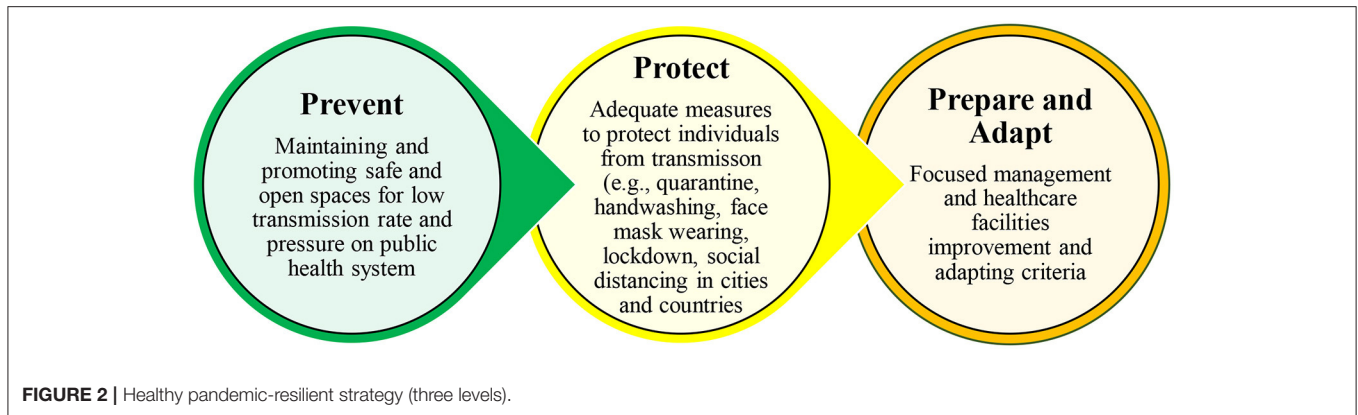 Prevent
Maintaining and
promoting safe and
open spaces for low
transmission rate and
pressure on public
health system
Protect
Adequate measures
to protect individuals
from transmisson
(e.g., quarantine,
handwashing, face
mask wearing,
lockdown, social
distancing in cities
and countries
Prepare and
Adapt
Focused management
and healthcare
facilities
improvement and
adapting criteria
FIGURE 2 | Healthy pandemic-resilient strategy (three levels).